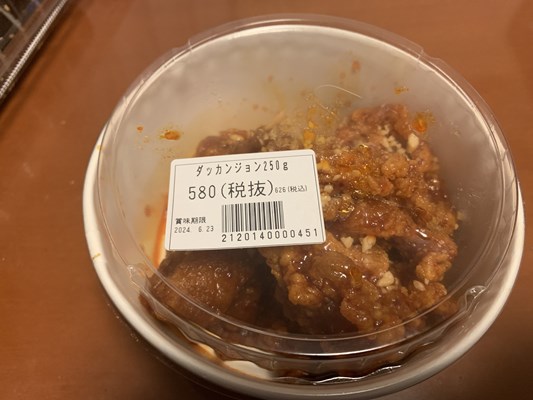 ダッカンジョン250g
580(税抜)626(税込)
賞味期限
2024. 6.23
2120140000451